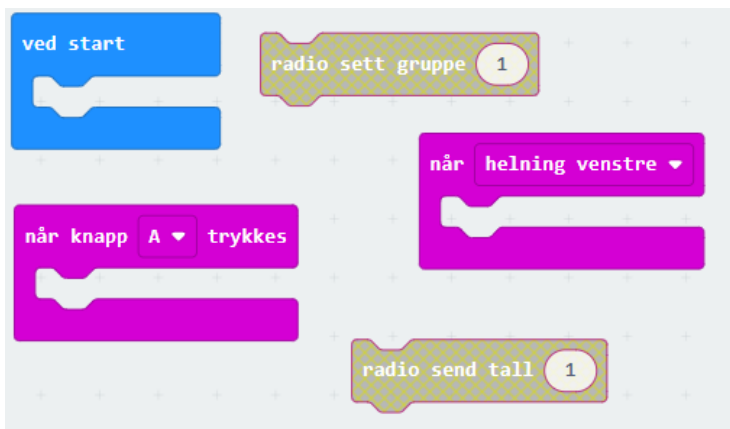 ved start
radio sett gruppe 1
når helning venstre
når knapp A trykkes
radio send tall 1